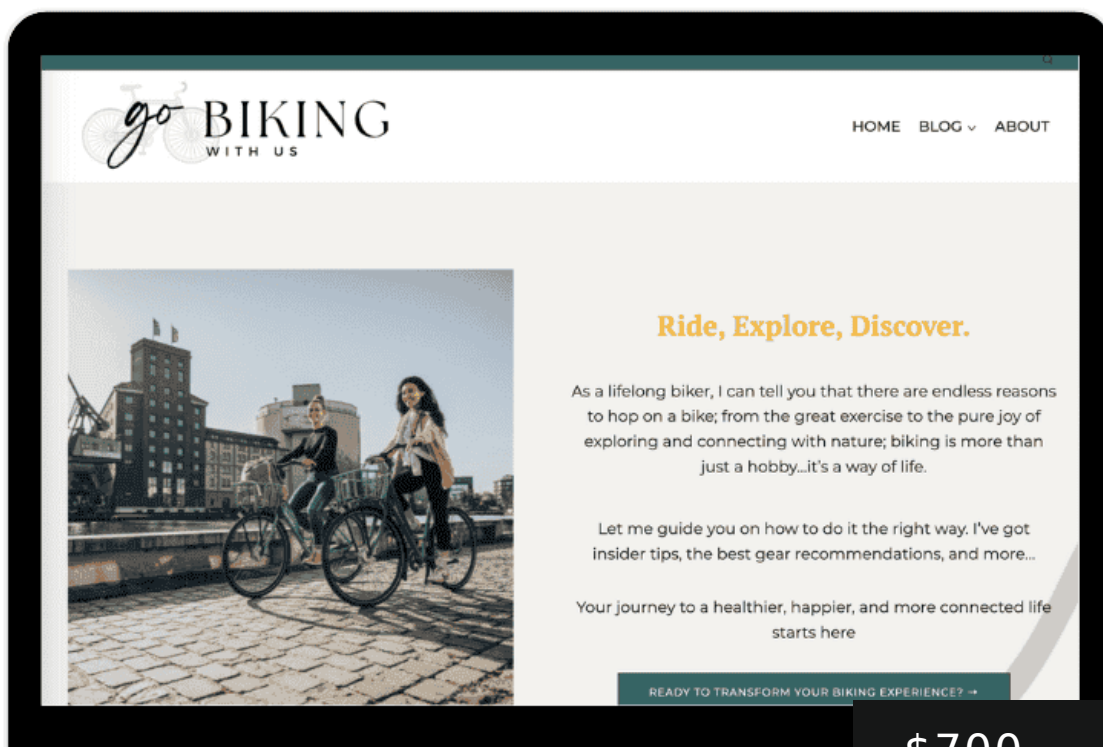 go BIKING
WITH US
HOME BLOG ABOUT
Ride, Explore, Discover.
As a lifelong biker, I can tell you that there are endless reasons
to hop on a bike; from the great exercise to the pure joy of
exploring and connecting with nature; biking is more than
just a hobby...it's a way of life.
Let me guide you on how to do it the right way. I've got
insider tips, the best gear recommendations, and more...
Your journey to a healthier, happier, and more connected life
starts here
READY TO TRANSFORM YOUR BIKING EXPERIENCE? →
$700